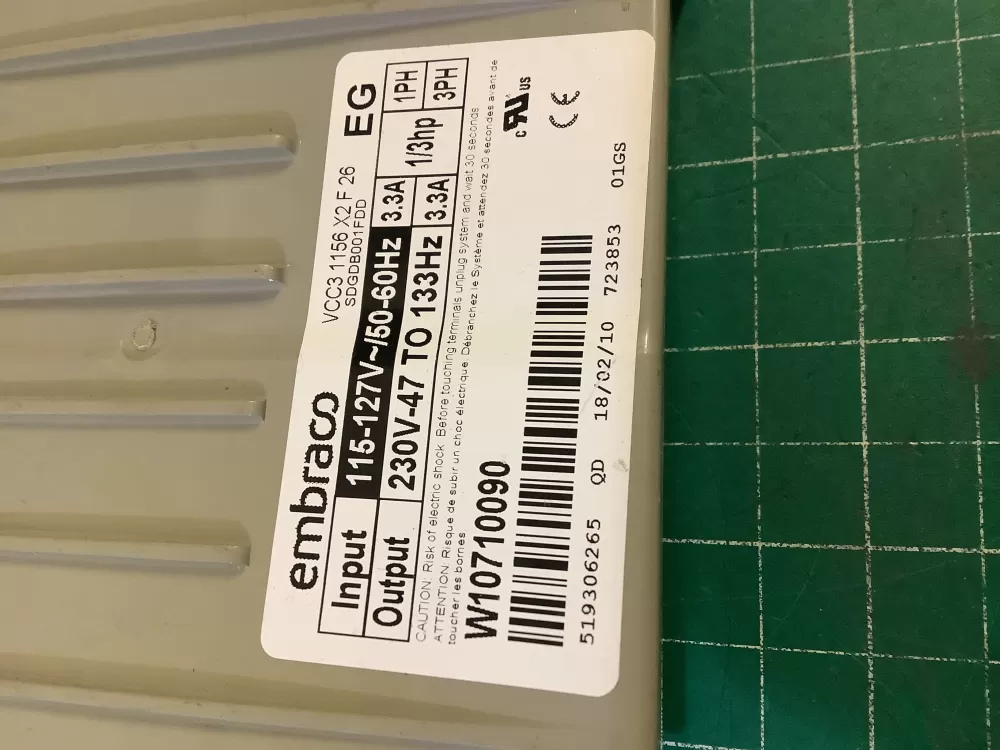 embraco
VCC3 1156 X2 F 26
SDGDB001FDD
EG
Input 115-127V~/50-60Hz 3.3A 1/3hp 1PH
Output 230V-47 TO 133Hz 3.3A 3PH
CAUTION: Risk of electric shock. Before touching terminals unplug system and wait 30 seconds
ATTENTION: Risque de subir un choc électrique. Débranchez le Système et attendez 30 secondes avant de
toucher les bornes
W10710090
c RU us
CE
519306265 QD 18/02/10 723853 01GS